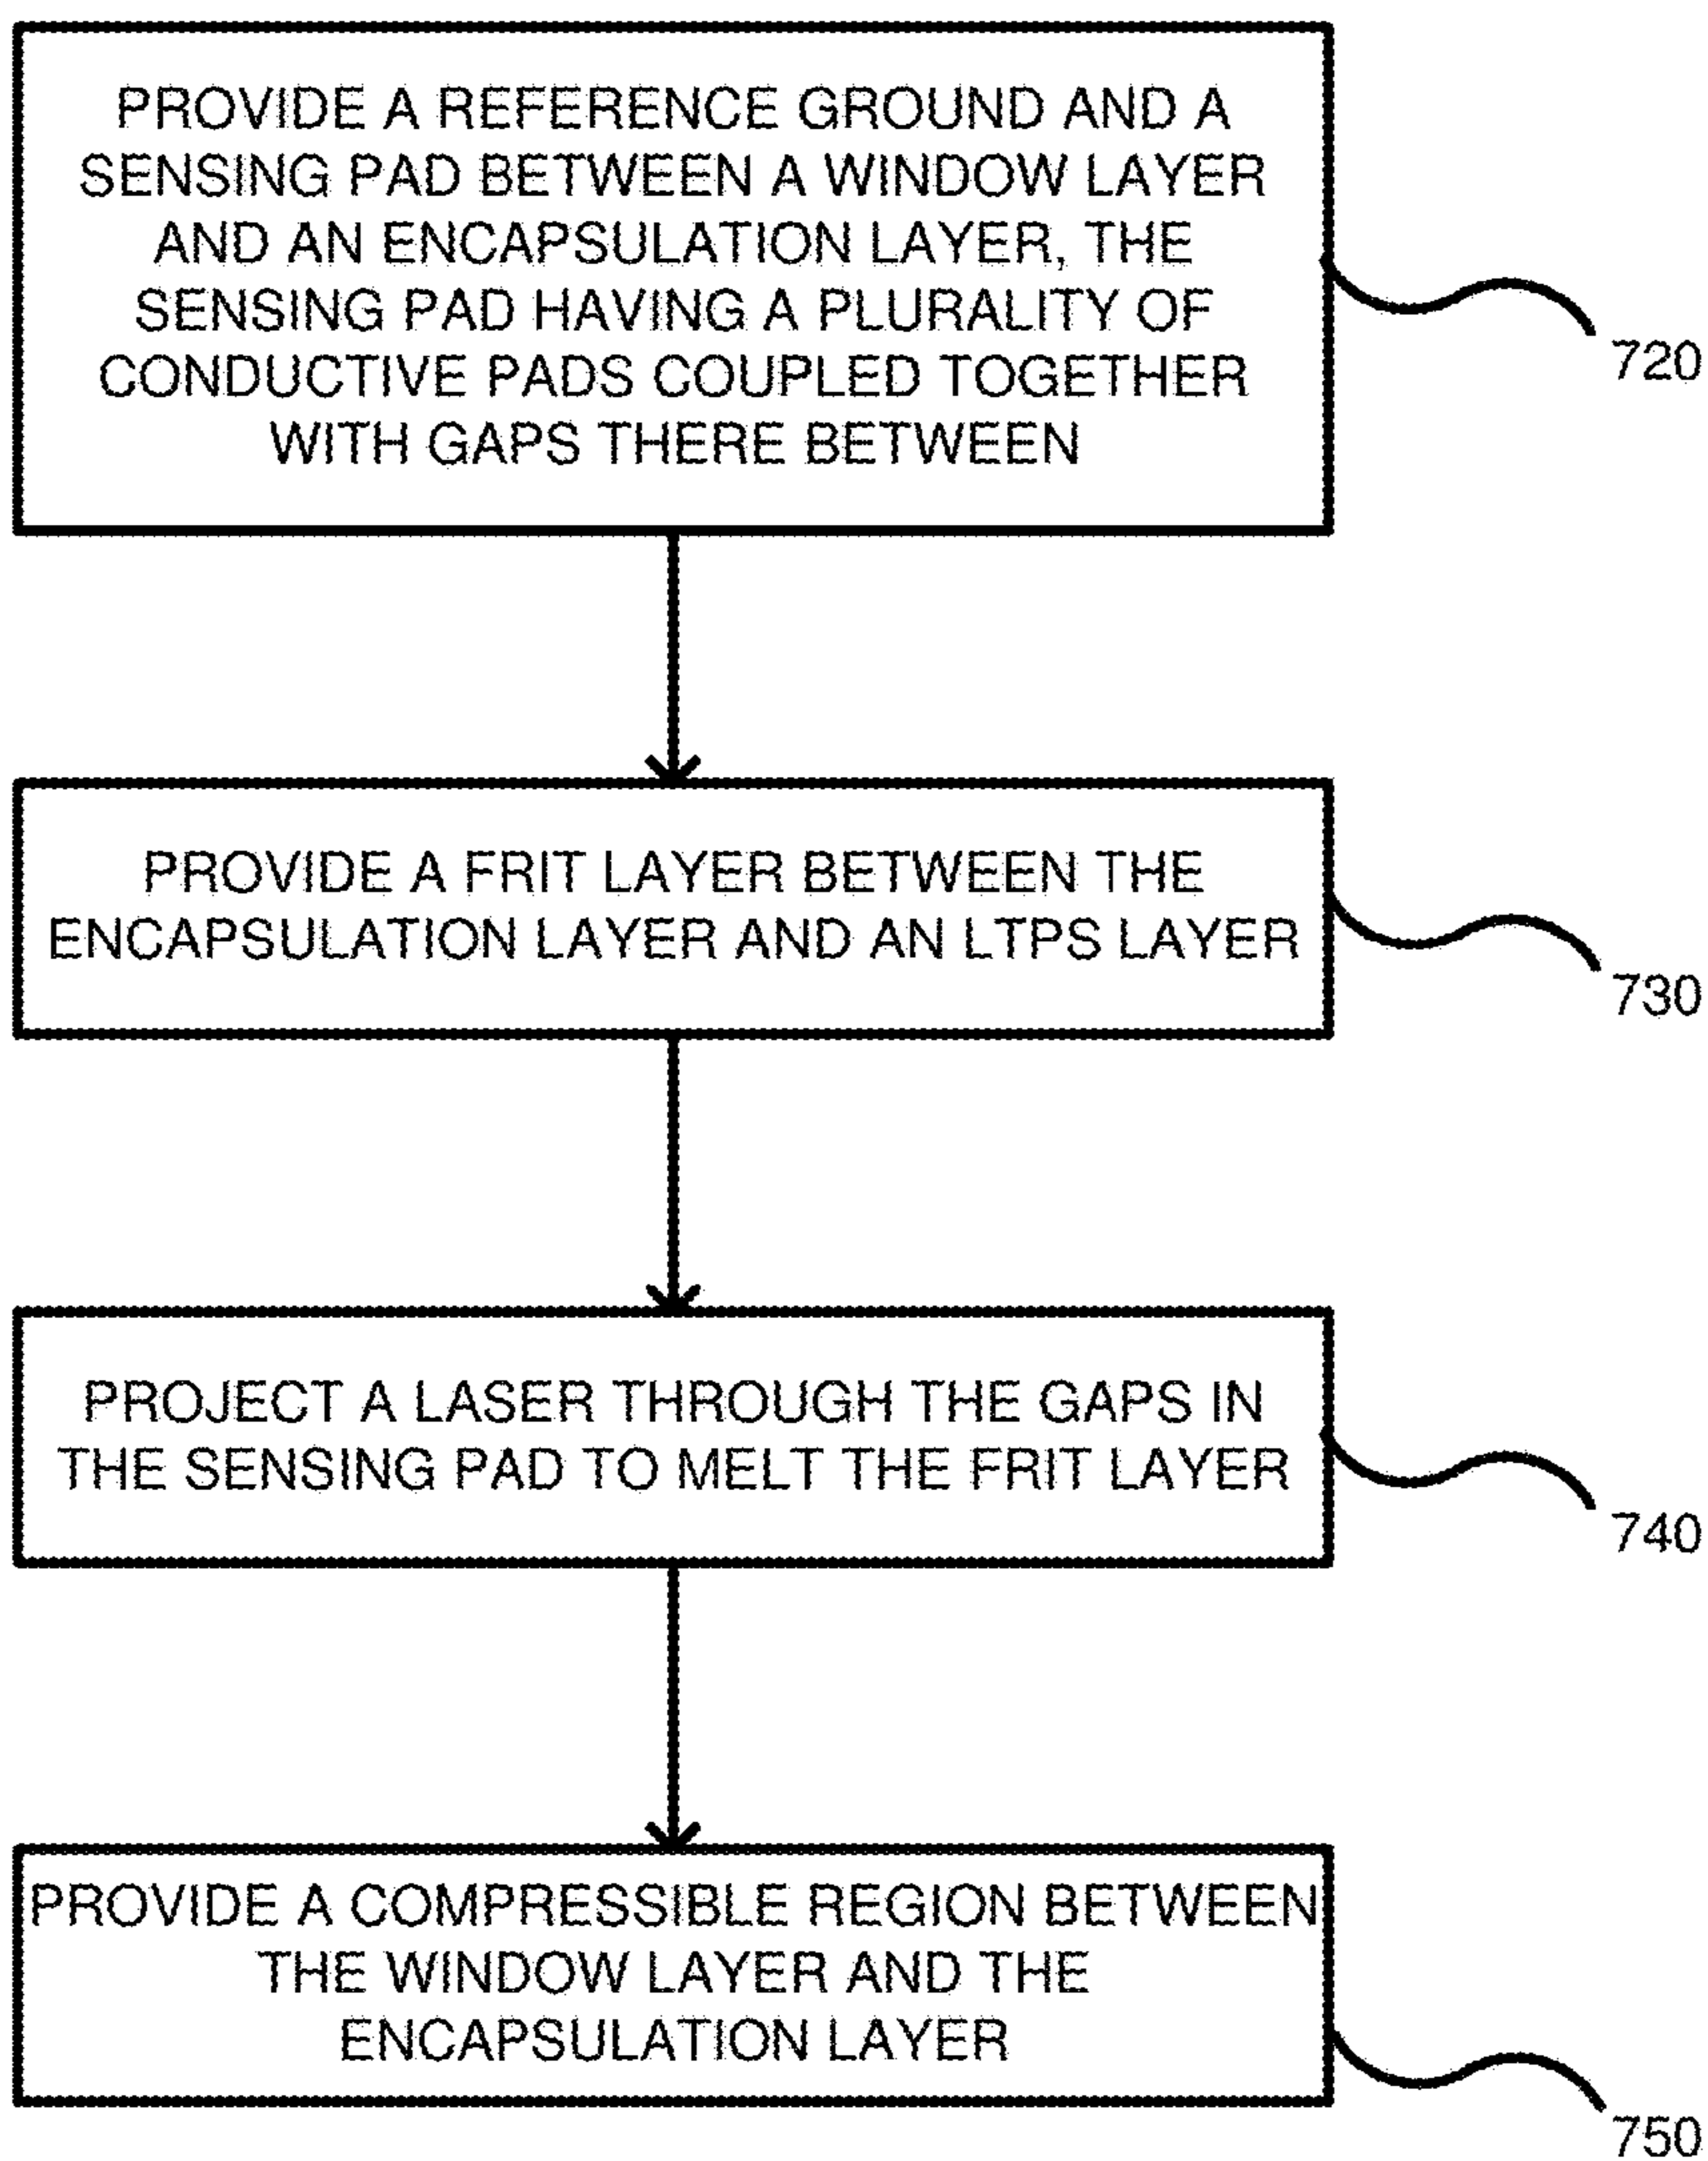 PROVIDE A REFERENCE GROUND AND A
SENSING PAD BETWEEN A WINDOW LAYER
AND AN ENCAPSULATION LAYER, THE
SENSING PAD HAVING A PLURALITY OF
CONDUCTIVE PADS COUPLED TOGETHER
WITH GAPS THERE BETWEEN
720
PROVIDE A FRIT LAYER BETWEEN THE
ENCAPSULATION LAYER AND AN LTPS LAYER
730
PROJECT A LASER THROUGH THE GAPS IN
THE SENSING PAD TO MELT THE FRIT LAYER
740
PROVIDE A COMPRESSIBLE REGION BETWEEN
THE WINDOW LAYER AND THE
ENCAPSULATION LAYER
750